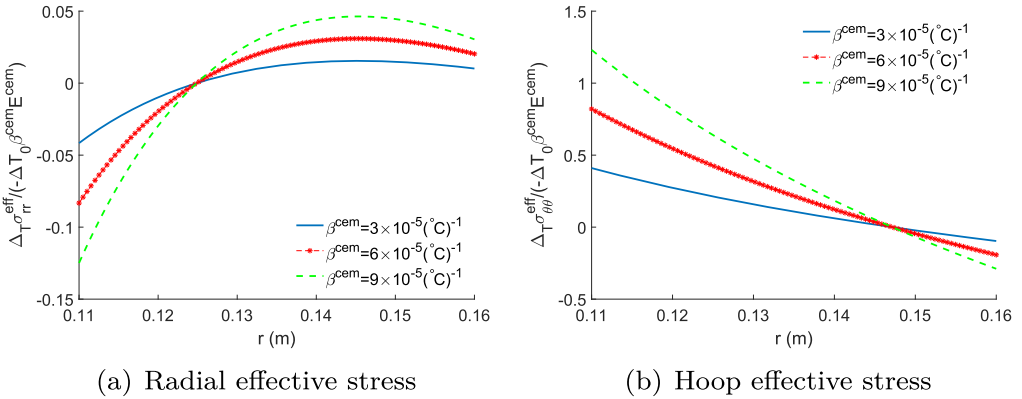 0.05
0
-0.05
-0.1
-0.15
0.11 0.12 0.13 0.14 0.15 0.16
r (m)
Δ_Tσ_rr^eff/(-ΔT_0β^cemE^cem)
β^cem=3×10^-5(°C)^-1
β^cem=6×10^-5(°C)^-1
β^cem=9×10^-5(°C)^-1
(a) Radial effective stress
1.5
1
0.5
0
-0.5
0.11 0.12 0.13 0.14 0.15 0.16
r (m)
Δ_Tσ_θθ^eff/(-ΔT_0β^cemE^cem)
β^cem=3×10^-5(°C)^-1
β^cem=6×10^-5(°C)^-1
β^cem=9×10^-5(°C)^-1
(b) Hoop effective stress